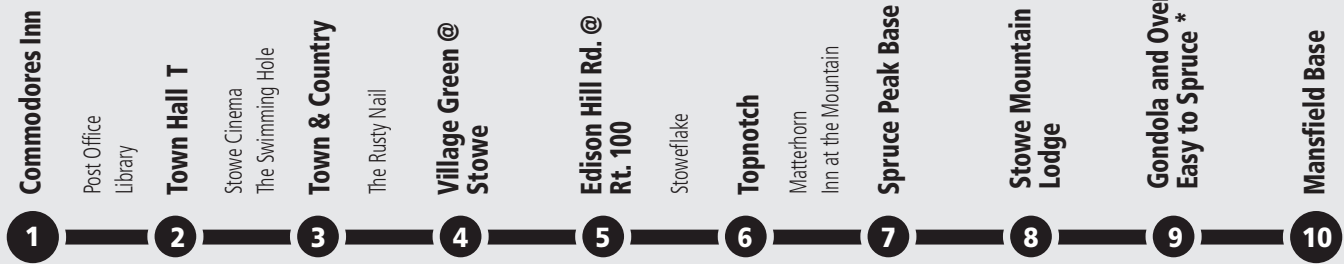 Commodores Inn
Post Office
Library
Town Hall T
Stowe Cinema
The Swimming Hole
Town & Country
The Rusty Nail
Village Green @
Stowe
Edison Hill Rd. @
Rt. 100
Stoweflake
Topnotch
Matterhorn
Inn at the Mountain
Spruce Peak Base
Stowe Mountain
Lodge
Gondola and
Easy to Spruce *
Mansfield Base
1 2 3 4 5 6 7 8 9 10